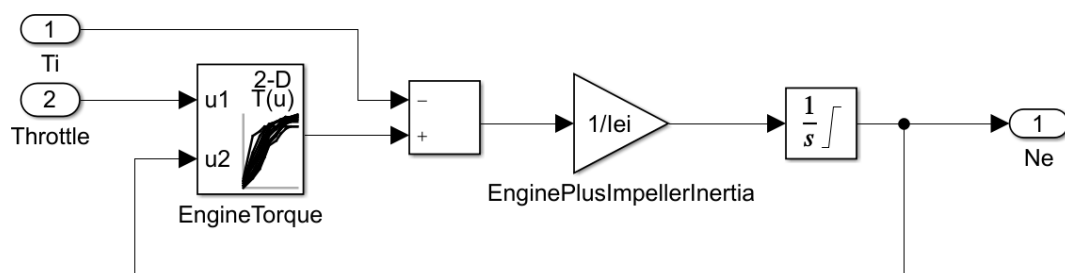 1
Ti
2
Throttle
2-D
T(u)
u1
u2
EngineTorque
−
+
1/Iei
EnginePlusImpellerInertia
1
s
1
Ne